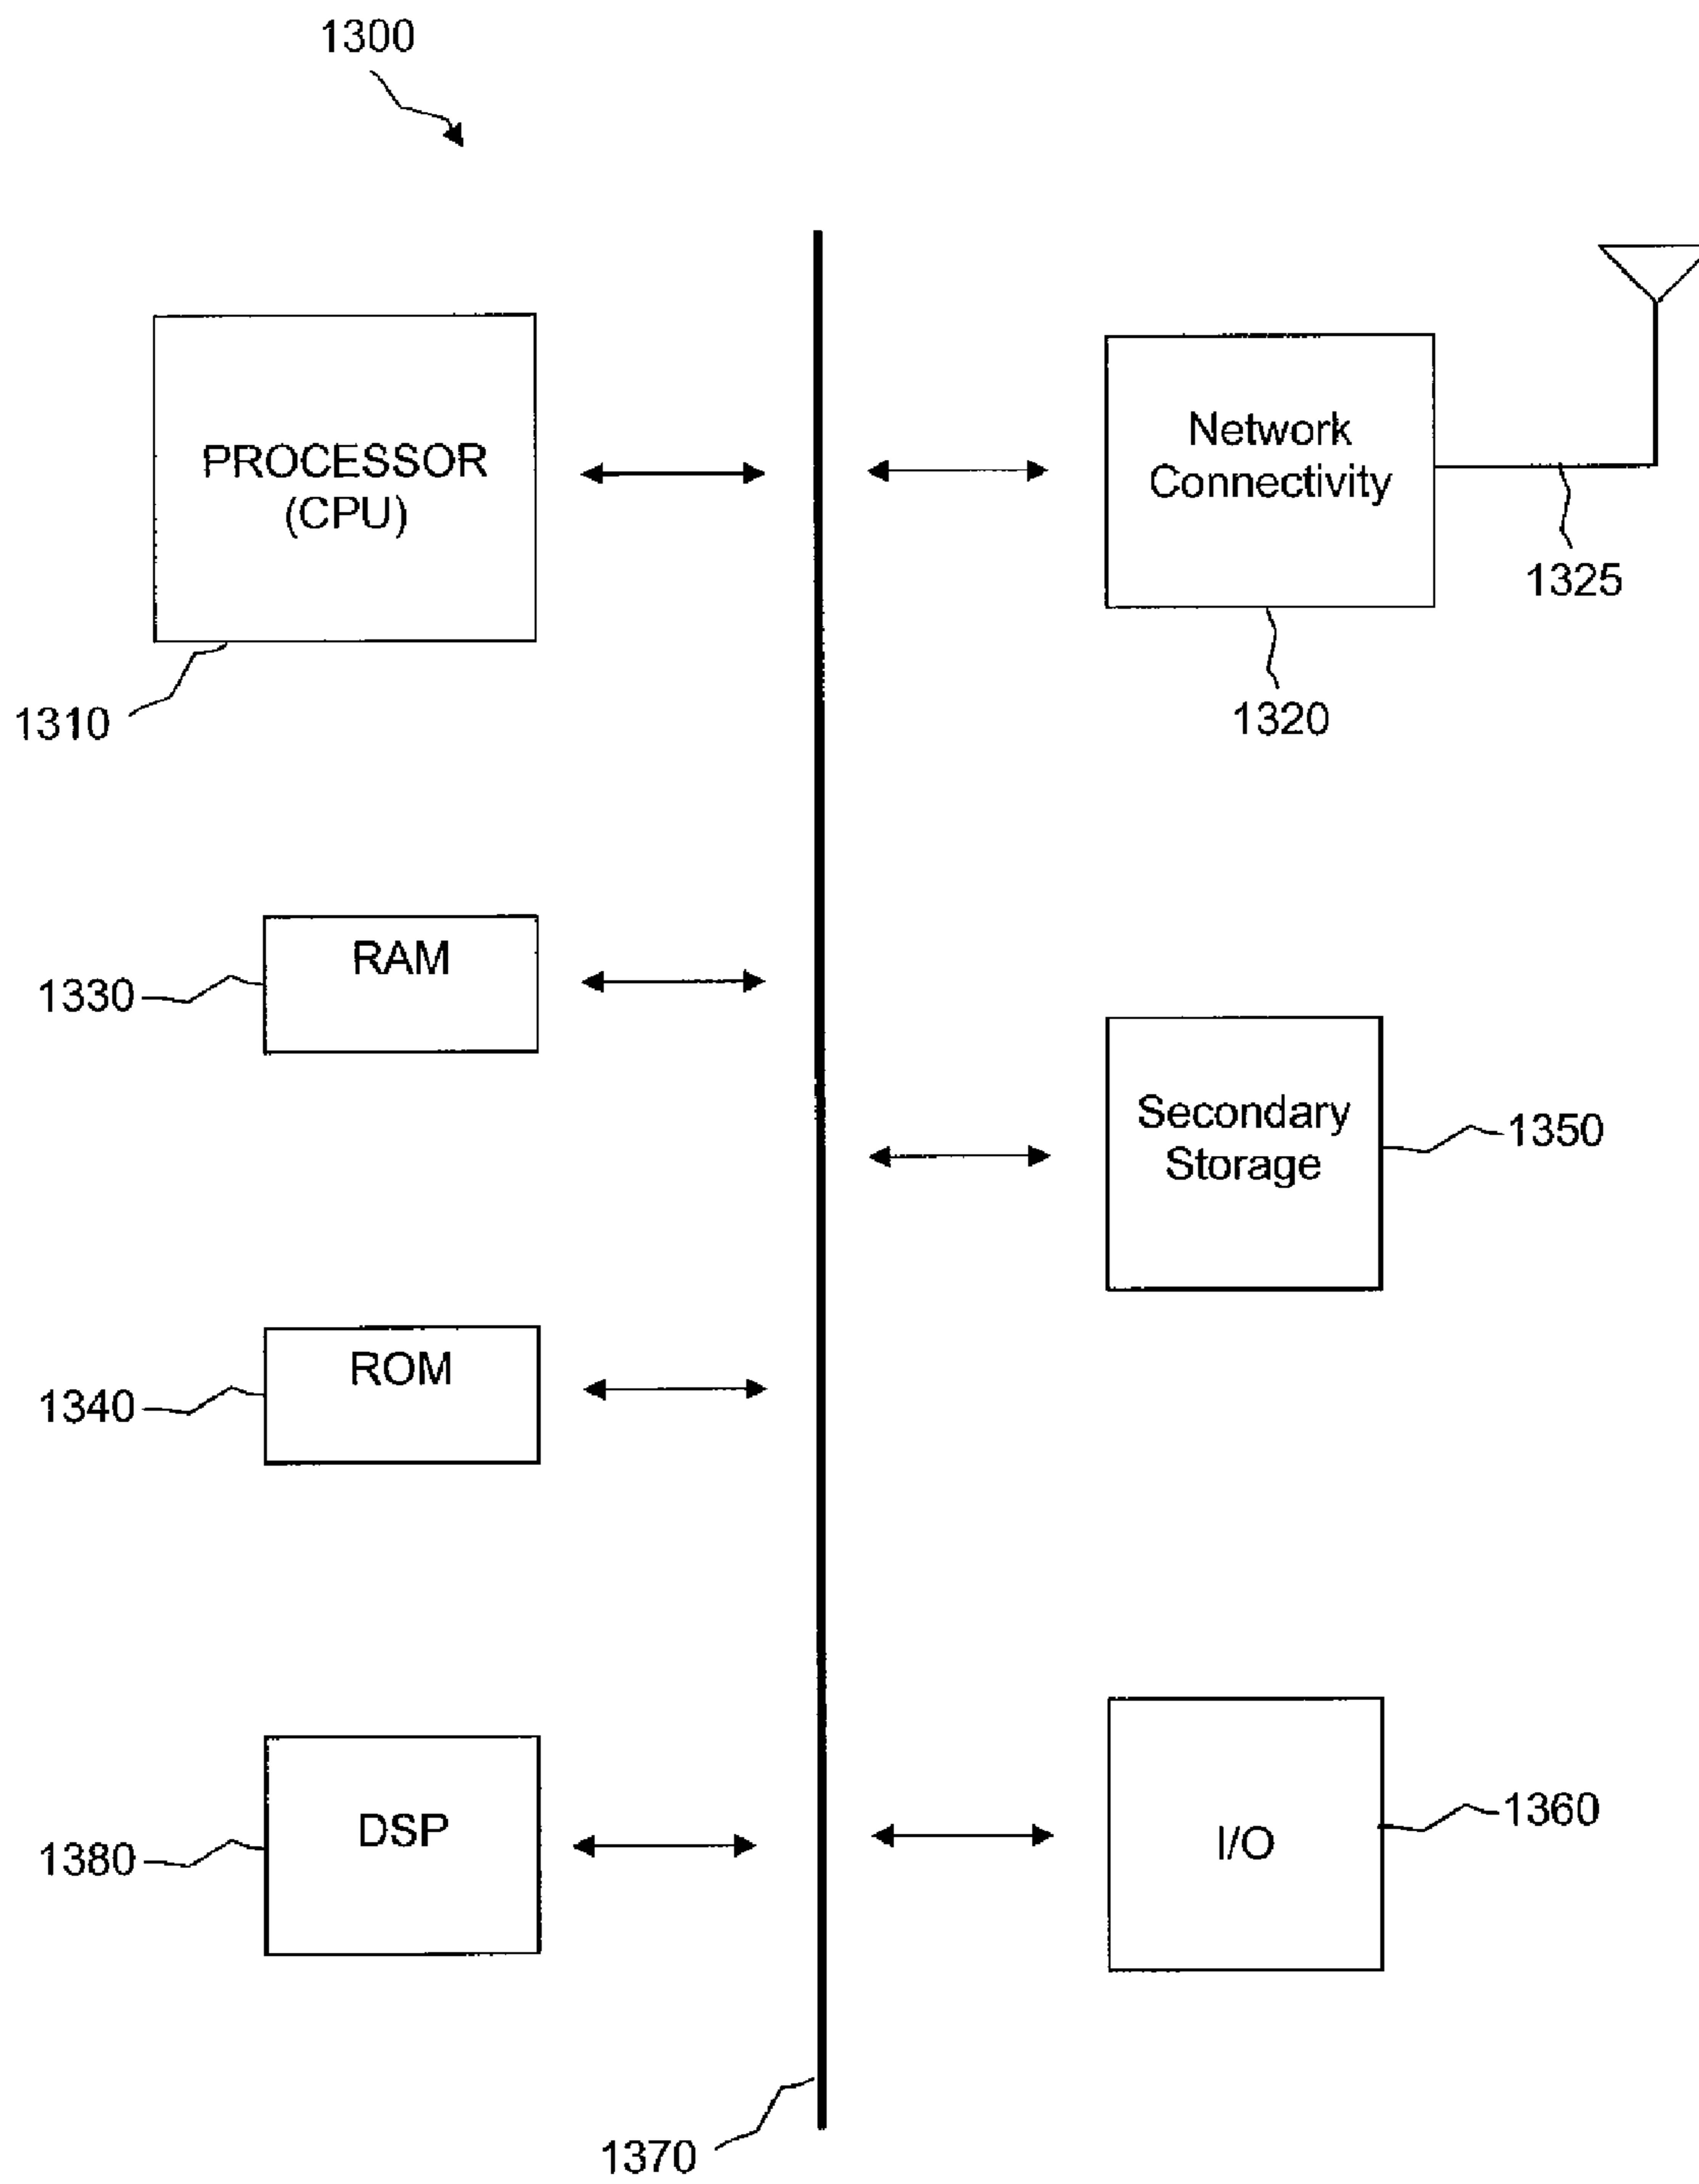 1300
PROCESSOR
(CPU)
1310
Network
Connectivity
1325
1320
RAM
1330
Secondary
Storage
1350
ROM
1340
DSP
1380
I/O
1360
1370